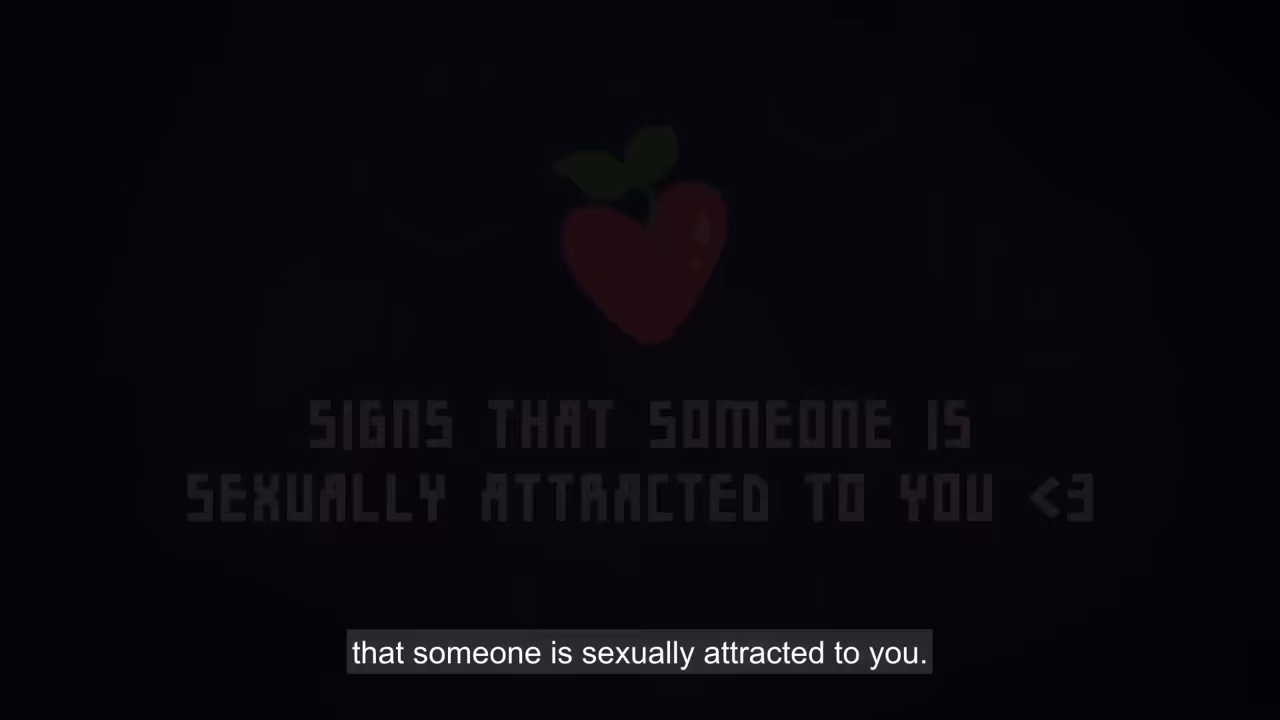 SIGNS THAT SOMEONE IS
SEXUALLY ATTRACTED TO YOU <3
that someone is sexually attracted to you.